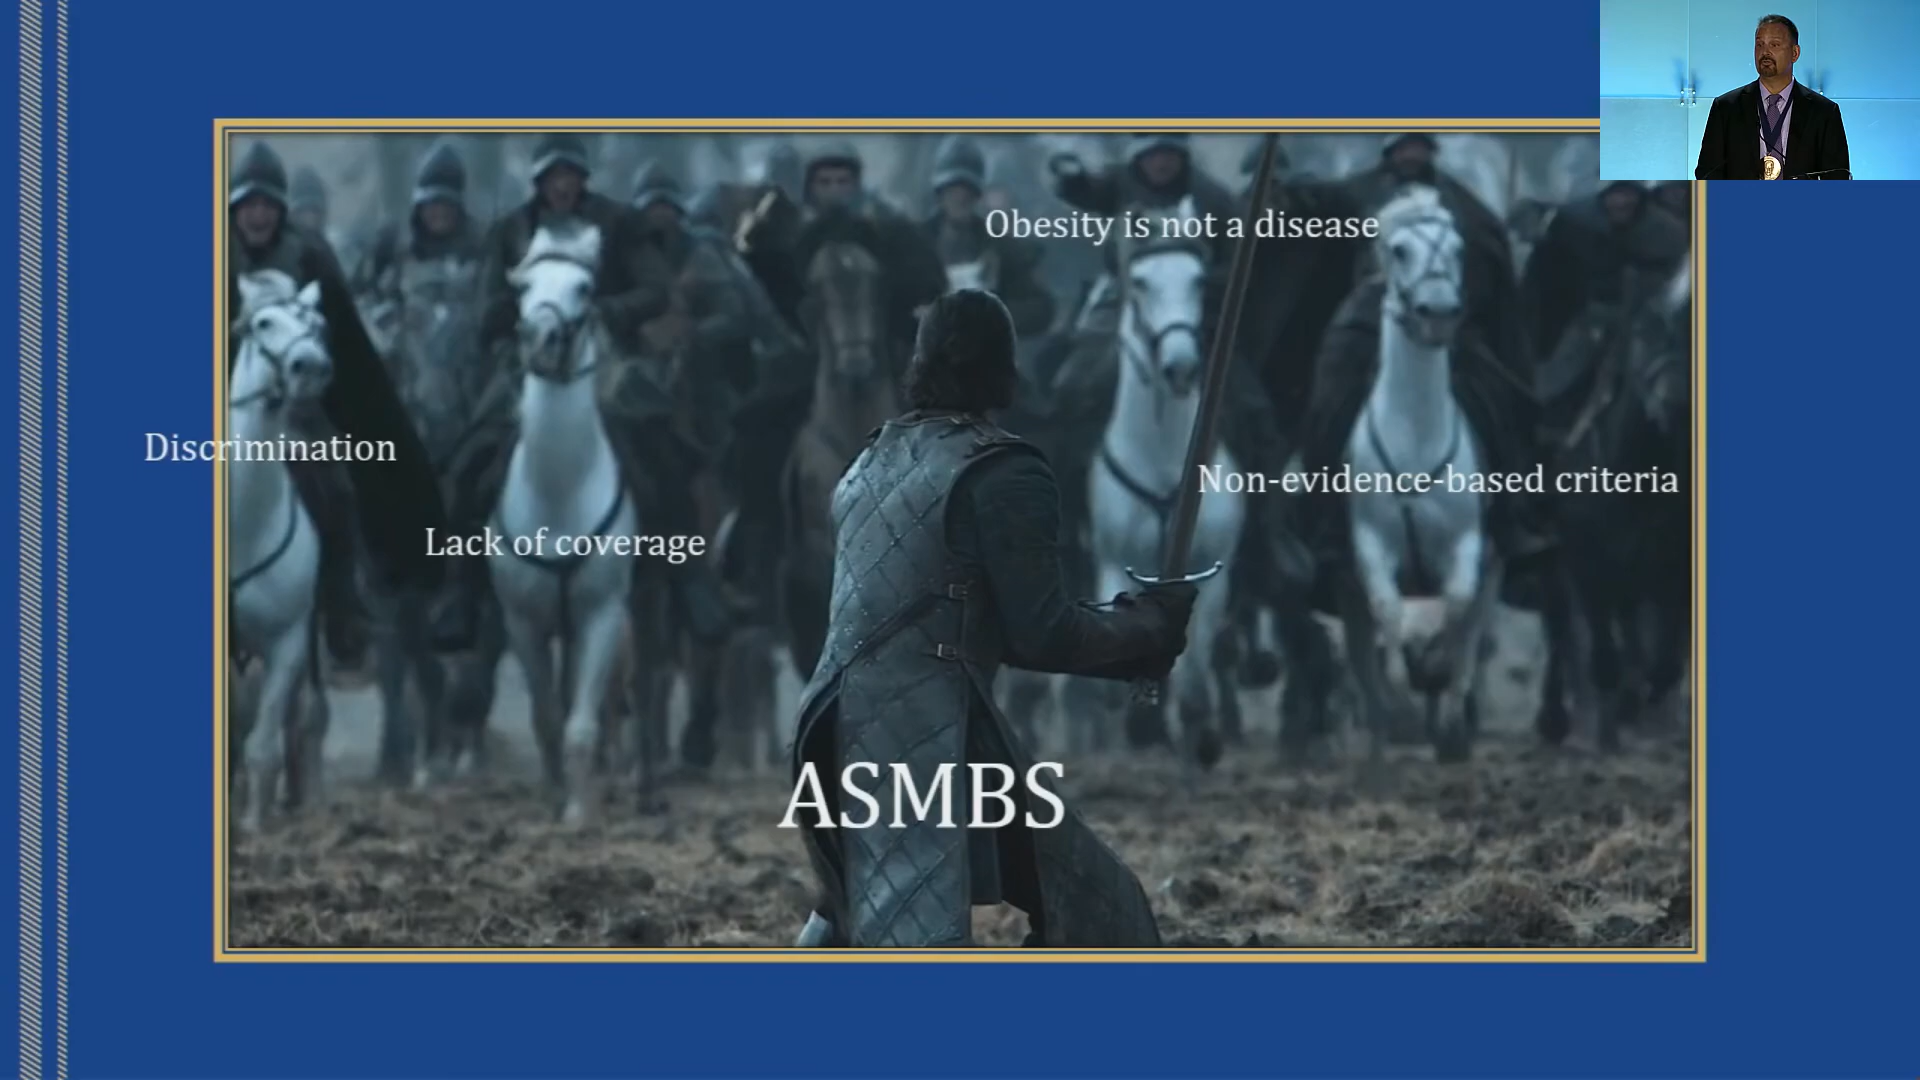 Obesity is not a disease
Discrimination
Non-evidence-based criteria
Lack of coverage
ASMBS